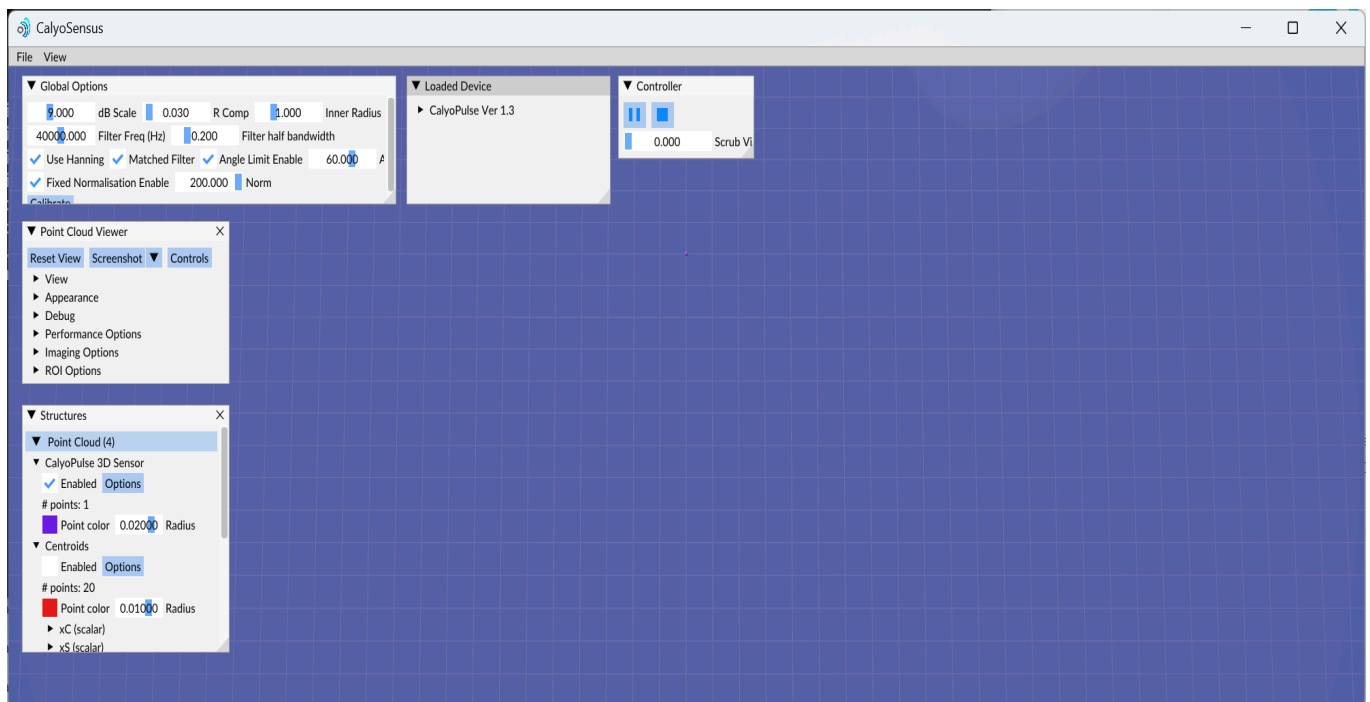 CalyoSensus
File View
Global Options
9.000 dB Scale 0.030 R Comp 1.000 Inner Radius
40000.000 Filter Freq (Hz) 0.200 Filter half bandwidth
Use Hanning Matched Filter Angle Limit Enable 60.000 A
Fixed Normalisation Enable 200.000 Norm
Calibrate
Loaded Device
CalyoPulse Ver 1.3
Controller
0.000 Scrub Vi
Point Cloud Viewer
Reset View Screenshot Controls
View
Appearance
Debug
Performance Options
Imaging Options
ROI Options
Structures
Point Cloud (4)
CalyoPulse 3D Sensor
Enabled Options
# points: 1
Point color 0.02000 Radius
Centroids
Enabled Options
# points: 20
Point color 0.01000 Radius
xC (scalar)
xS (scalar)